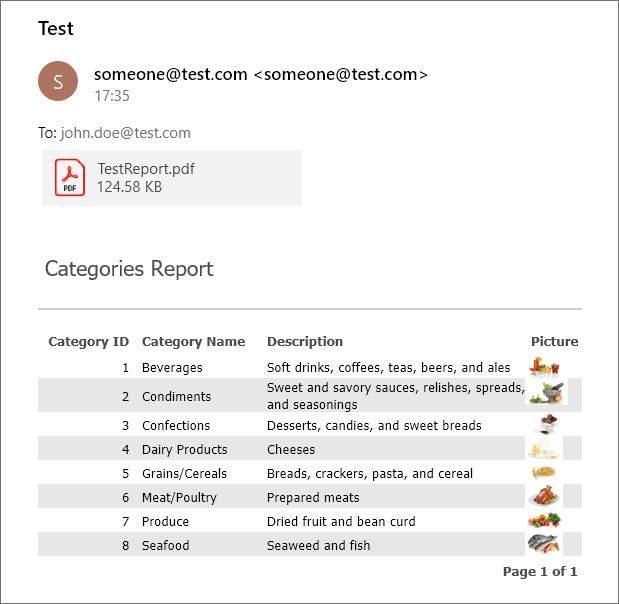 Test
S
someone@test.com <someone@test.com>
17:35
To: john.doe@test.com
PDF
TestReport.pdf
124.58 KB
Categories Report
Category ID Category Name Description Picture
1 Beverages Soft drinks, coffees, teas, beers, and ales
2 Condiments Sweet and savory sauces, relishes, spreads,
and seasonings
3 Confections Desserts, candies, and sweet breads
4 Dairy Products Cheeses
5 Grains/Cereals Breads, crackers, pasta, and cereal
6 Meat/Poultry Prepared meats
7 Produce Dried fruit and bean curd
8 Seafood Seaweed and fish
Page 1 of 1